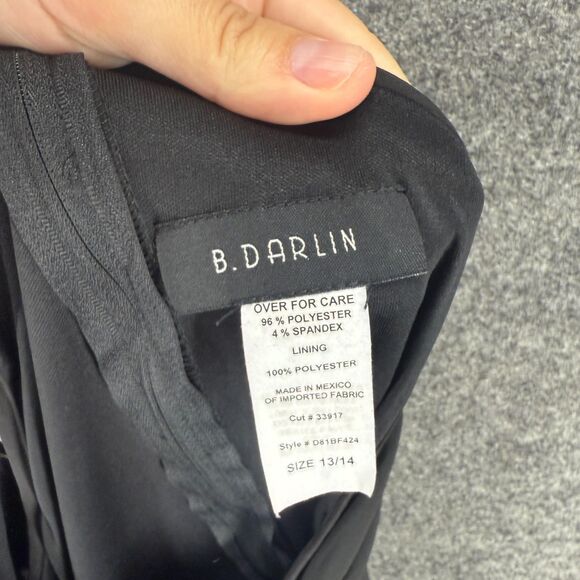 B.DARLIN
OVER FOR CARE
96 % POLYESTER
4 % SPANDEX
LINING
100% POLYESTER
MADE IN MEXICO
OF IMPORTED FABRIC
Cut # 33917
Style # D81BF424
SIZE 13/14